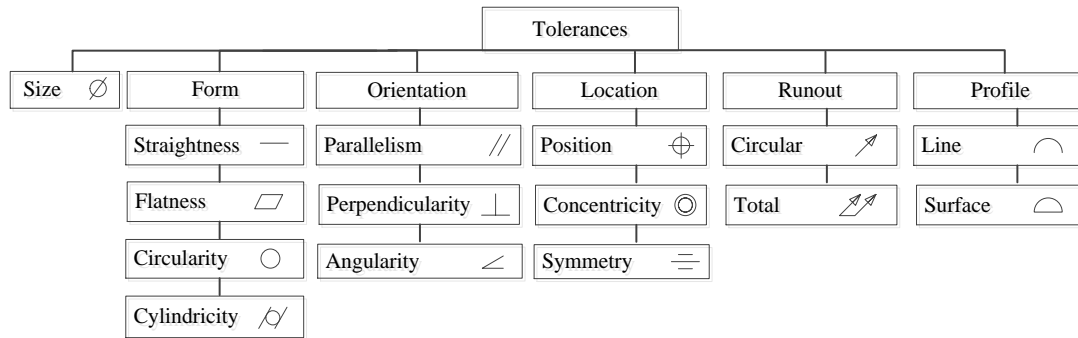 Tolerances
Size
Form
Orientation
Location
Runout
Profile
Straightness
Parallelism
Position
Circular
Line
Flatness
Perpendicularity
Concentricity
Total
Surface
Circularity
Angularity
Symmetry
Cylindricity